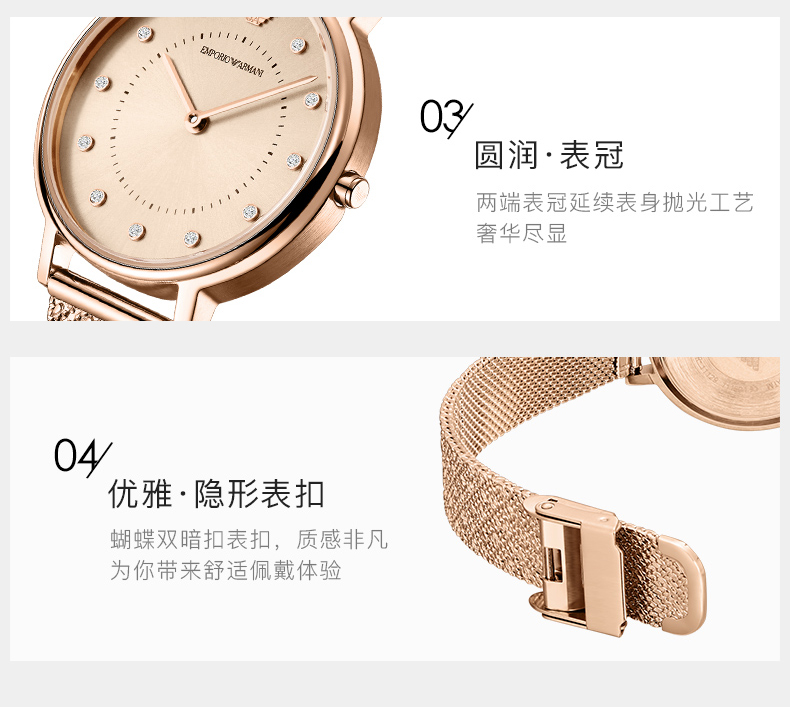 EMPORIO ARMANI
03
圆润·表冠
两端表冠延续表身抛光工艺
奢华尽显
04
优雅·隐形表扣
蝴蝶双暗扣表扣，质感非凡
为你带来舒适佩戴体验